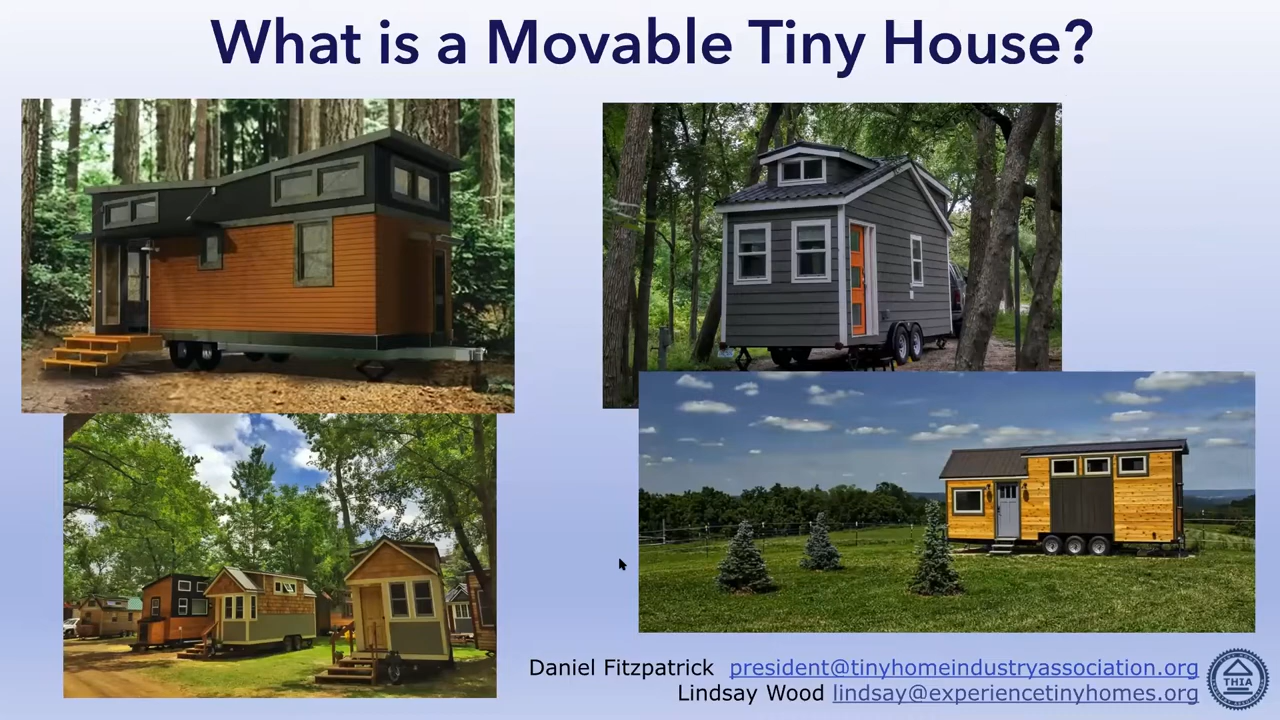 What is a Movable Tiny House?
Daniel Fitzpatrick president@tinyhomeindustryassociation.org
Lindsay Wood lindsay@experiencetinyhomes.org
THIA